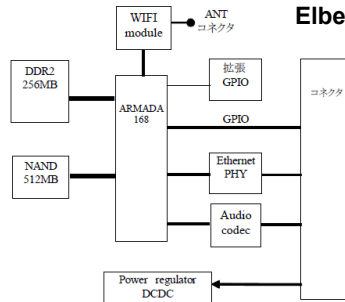 Elbe
WIFI
module
ANT
コネクタ
DDR2
256MB
拡張
GPIO
コネクタ
ARMADA
168
GPIO
NAND
512MB
Ethernet
PHY
Audio
codec
Power regulator
DCDC